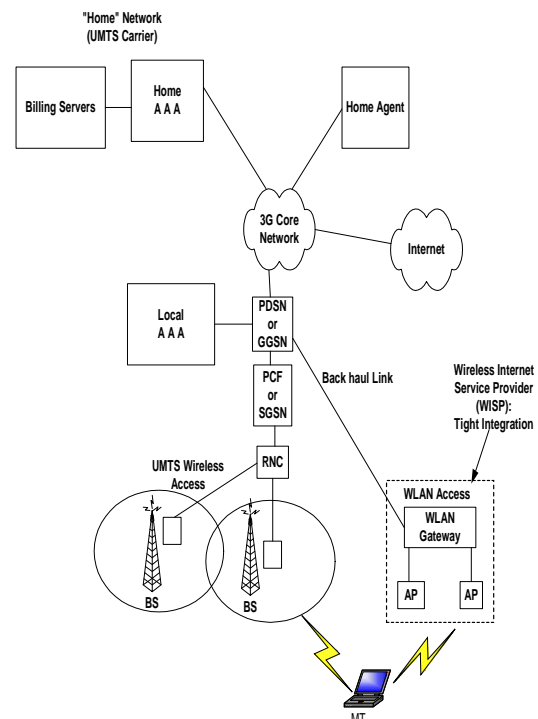 "Home" Network
(UMTS Carrier)
Billing Servers
Home
A A A
Home Agent
3G Core
Network
Internet
Local
A A A
PDSN
or
GGSN
Back haul Link
PCF
or
SGSN
Wireless Internet
Service Provider
(WISP):
Tight Integration
UMTS Wireless
Access
RNC
WLAN Access
WLAN
Gateway
AP
AP
BS
BS
MT